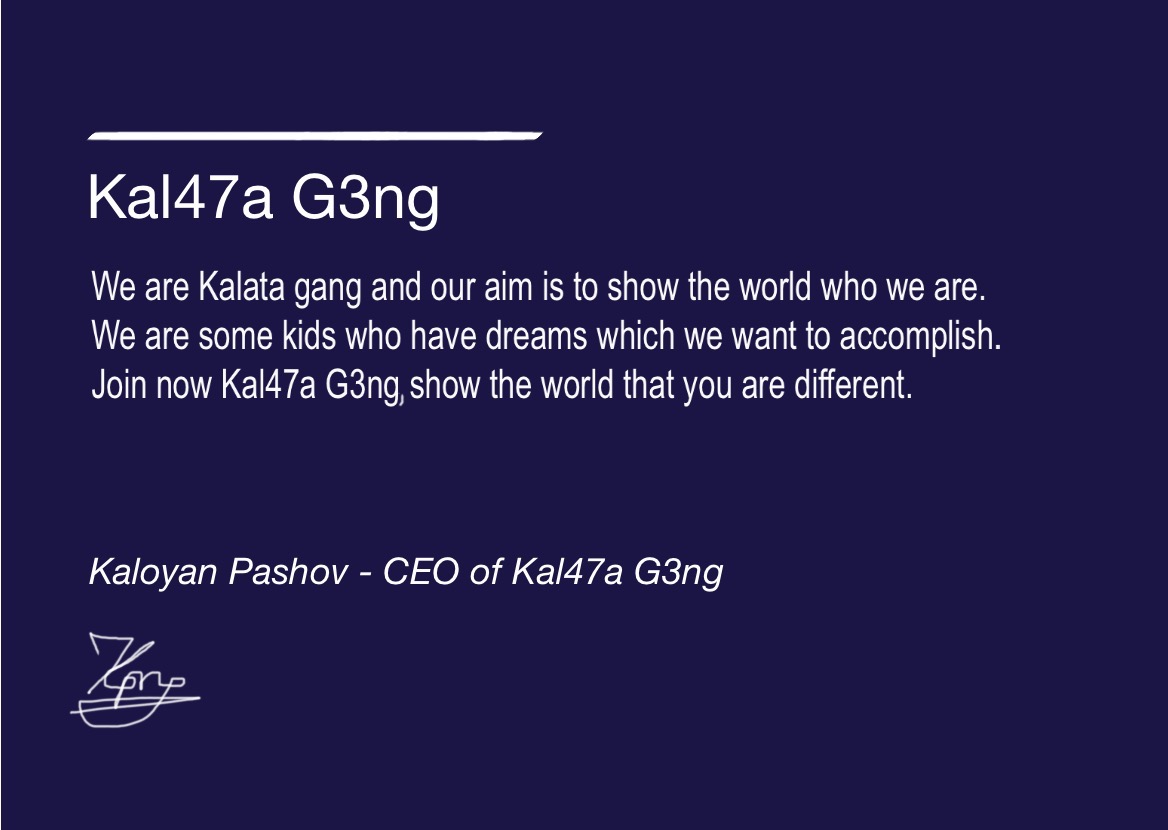 Kal47a G3ng
We are Kalata gang and our aim is to show the world who we are.
We are some kids who have dreams which we want to accomplish.
Join now Kal47a G3ng, show the world that you are different.
Kaloyan Pashov - CEO of Kal47a G3ng